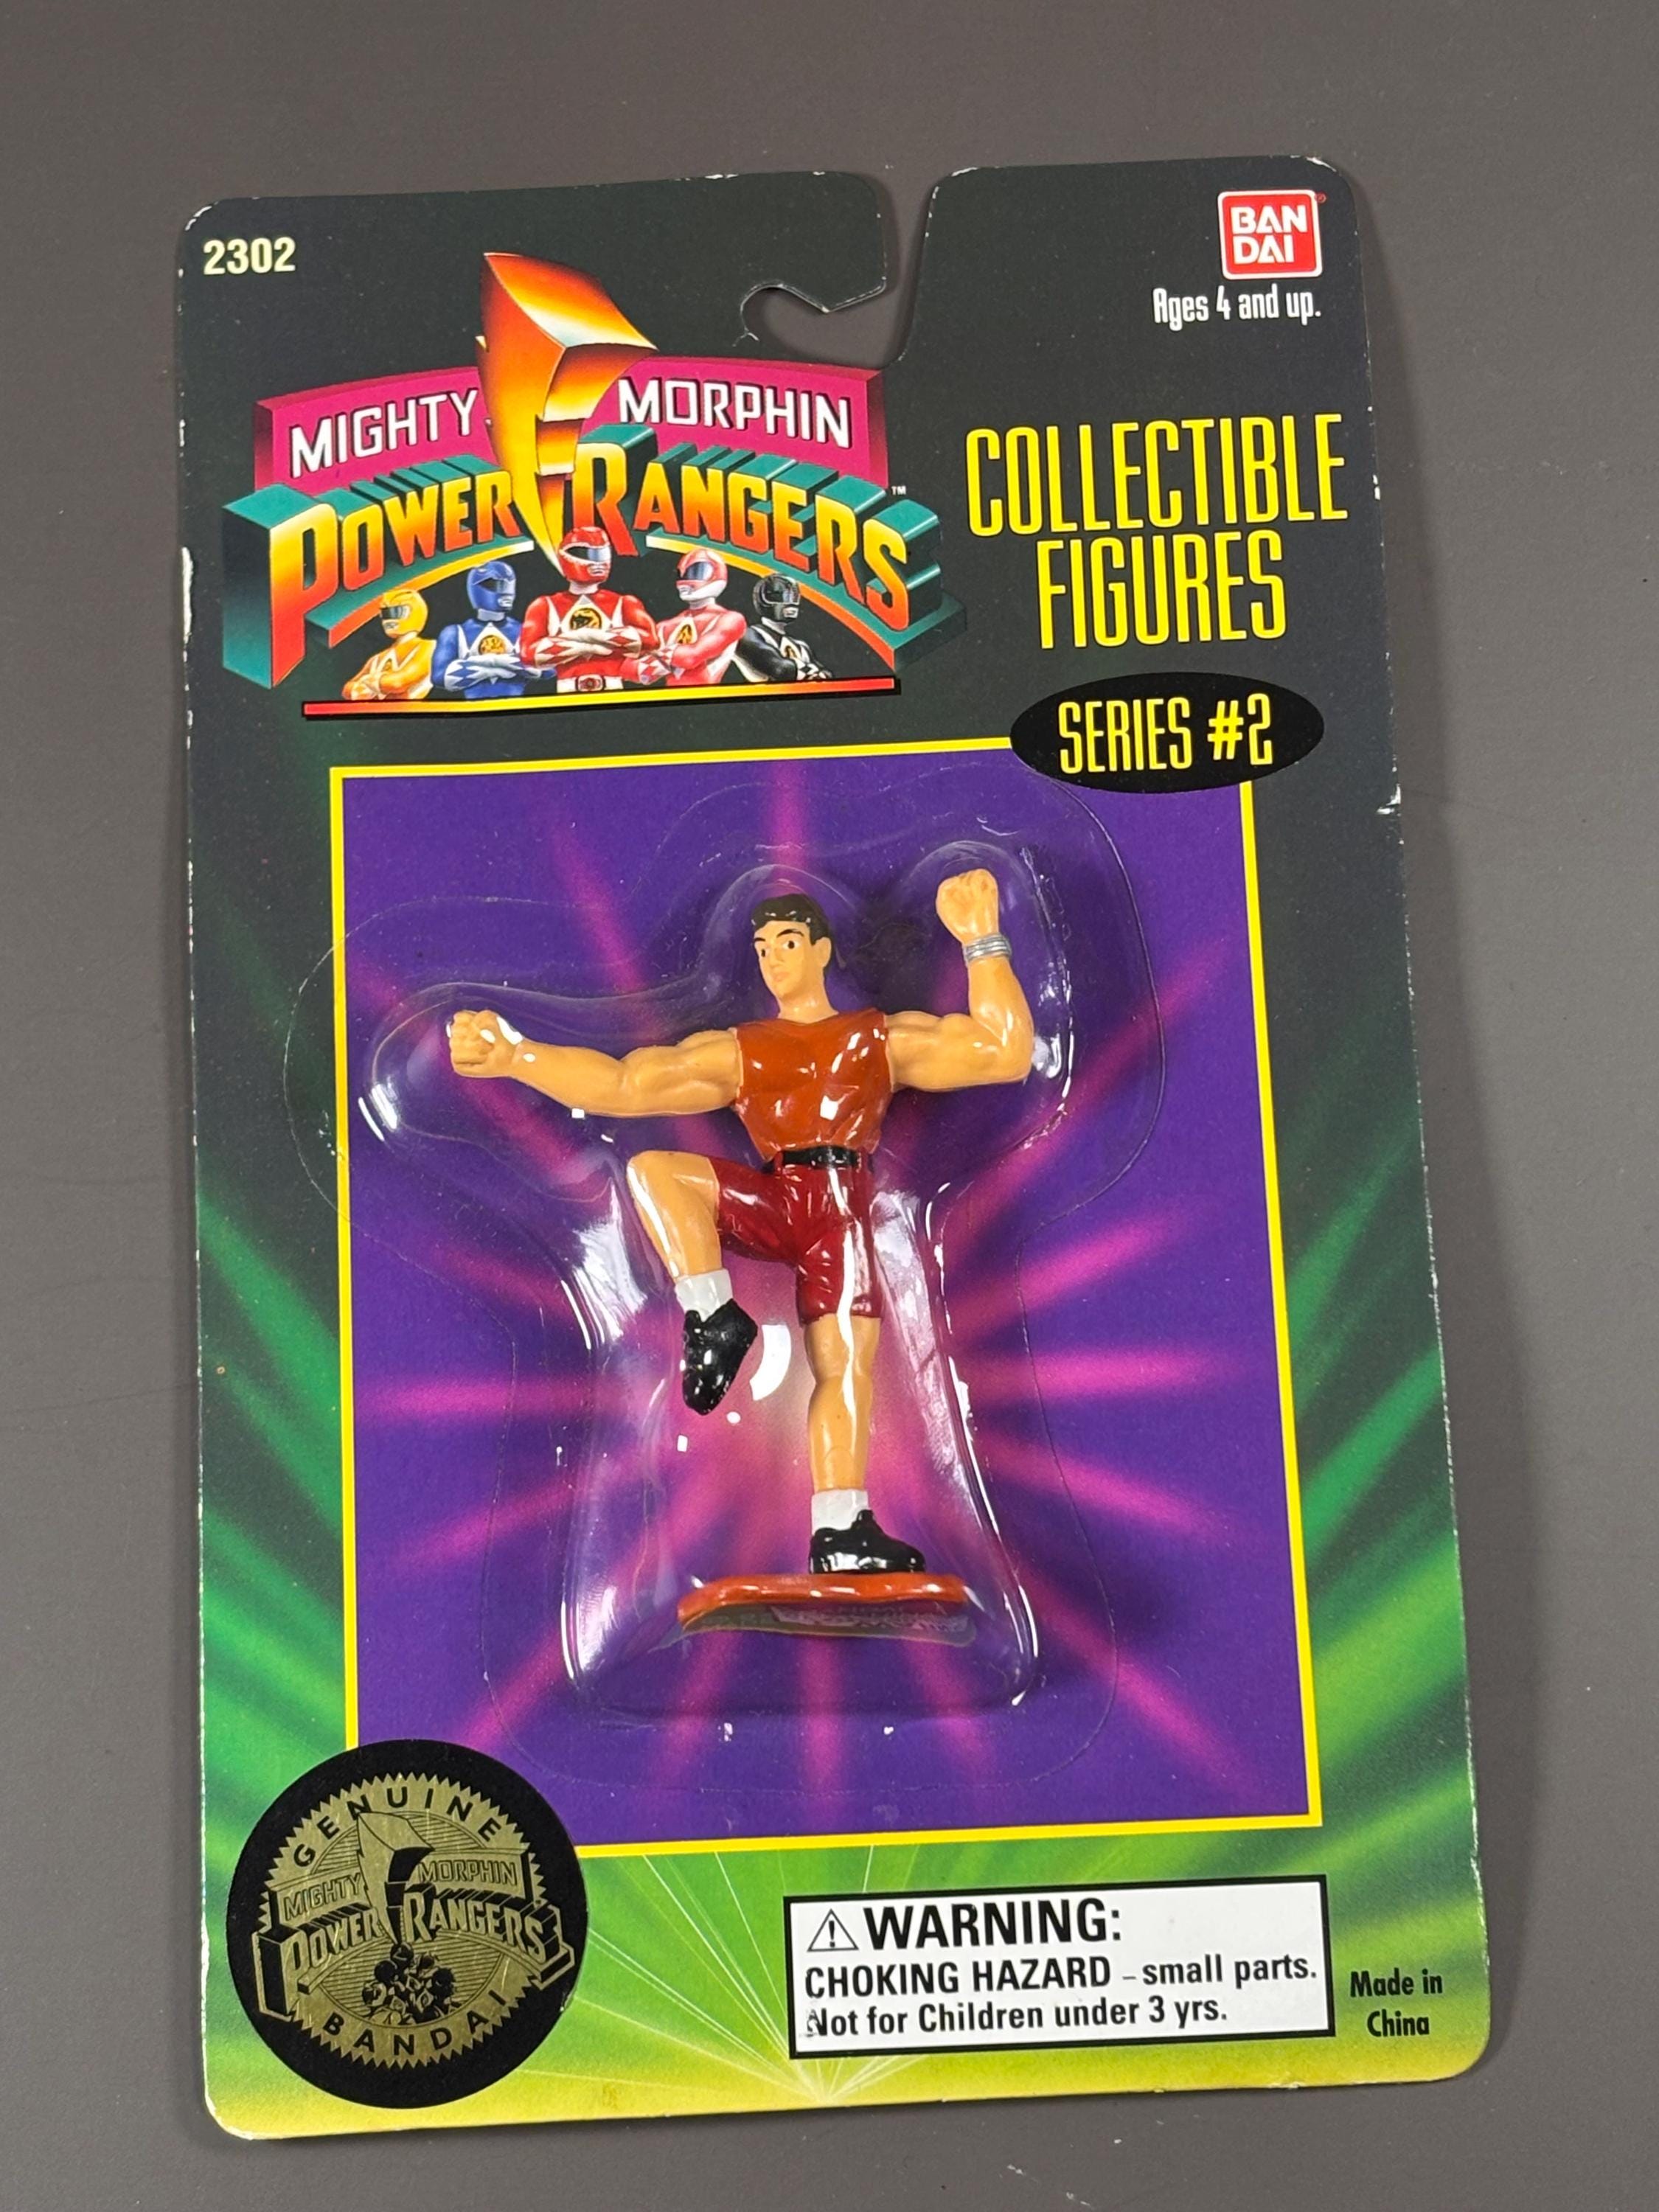 2302
BAN
DAI
®
Ages 4 and up.
MIGHTY MORPHIN
POWER RANGERS™
COLLECTIBLE
FIGURES
SERIES #2
GENUINE
MIGHTY MORPHIN
POWER RANGERS
BANDAI
⚠ WARNING:
CHOKING HAZARD – small parts.
Not for Children under 3 yrs.
Made in
China